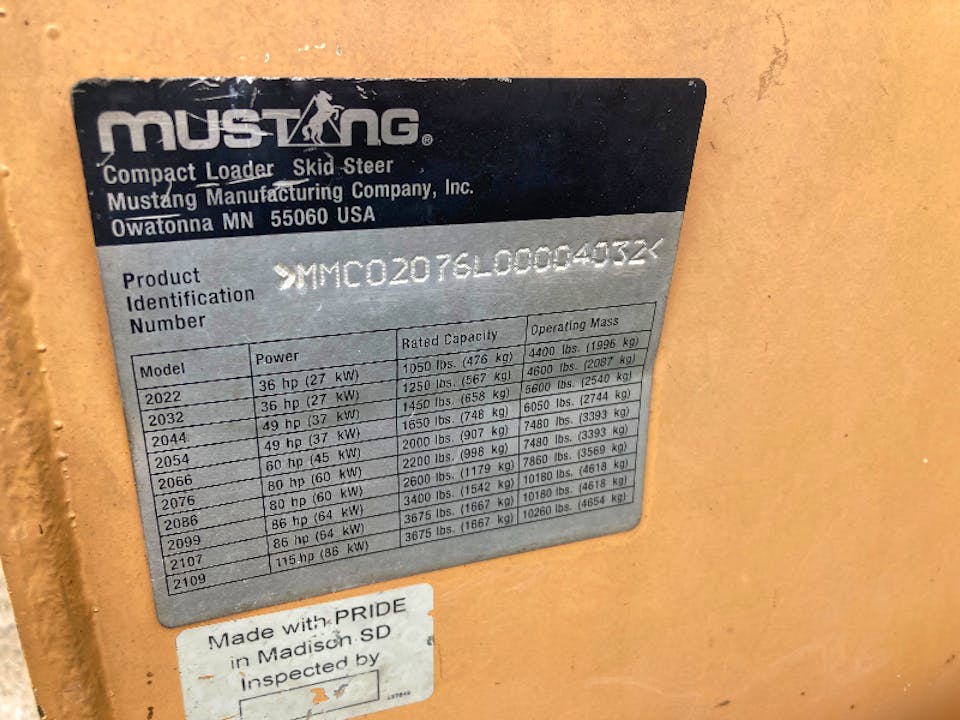 MUSTANG®
Compact Loader Skid Steer
Mustang Manufacturing Company, Inc.
Owatonna MN 55060 USA
Product
Identification
Number
>MMC02076L00004032<
Model Power Rated Capacity Operating Mass
2022 36 hp (27 kW) 1050 lbs. (476 kg) 4400 lbs. (1996 kg)
2032 36 hp (27 kW) 1250 lbs. (567 kg) 4600 lbs. (2087 kg)
2044 49 hp (37 kW) 1450 lbs. (658 kg) 5600 lbs. (2540 kg)
2054 49 hp (37 kW) 1650 lbs. (748 kg) 6050 lbs. (2744 kg)
2066 60 hp (45 kW) 2000 lbs. (907 kg) 7480 lbs. (3393 kg)
2076 80 hp (60 kW) 2200 lbs. (998 kg) 7480 lbs. (3393 kg)
2086 80 hp (60 kW) 2600 lbs. (1179 kg) 7860 lbs. (3569 kg)
2099 86 hp (64 kW) 3400 lbs. (1542 kg) 10180 lbs. (4618 kg)
2107 86 hp (64 kW) 3675 lbs. (1667 kg) 10180 lbs. (4618 kg)
2109 115 hp (86 kW) 3675 lbs. (1667 kg) 10260 lbs. (4654 kg)
Made with PRIDE
in Madison SD
Inspected by